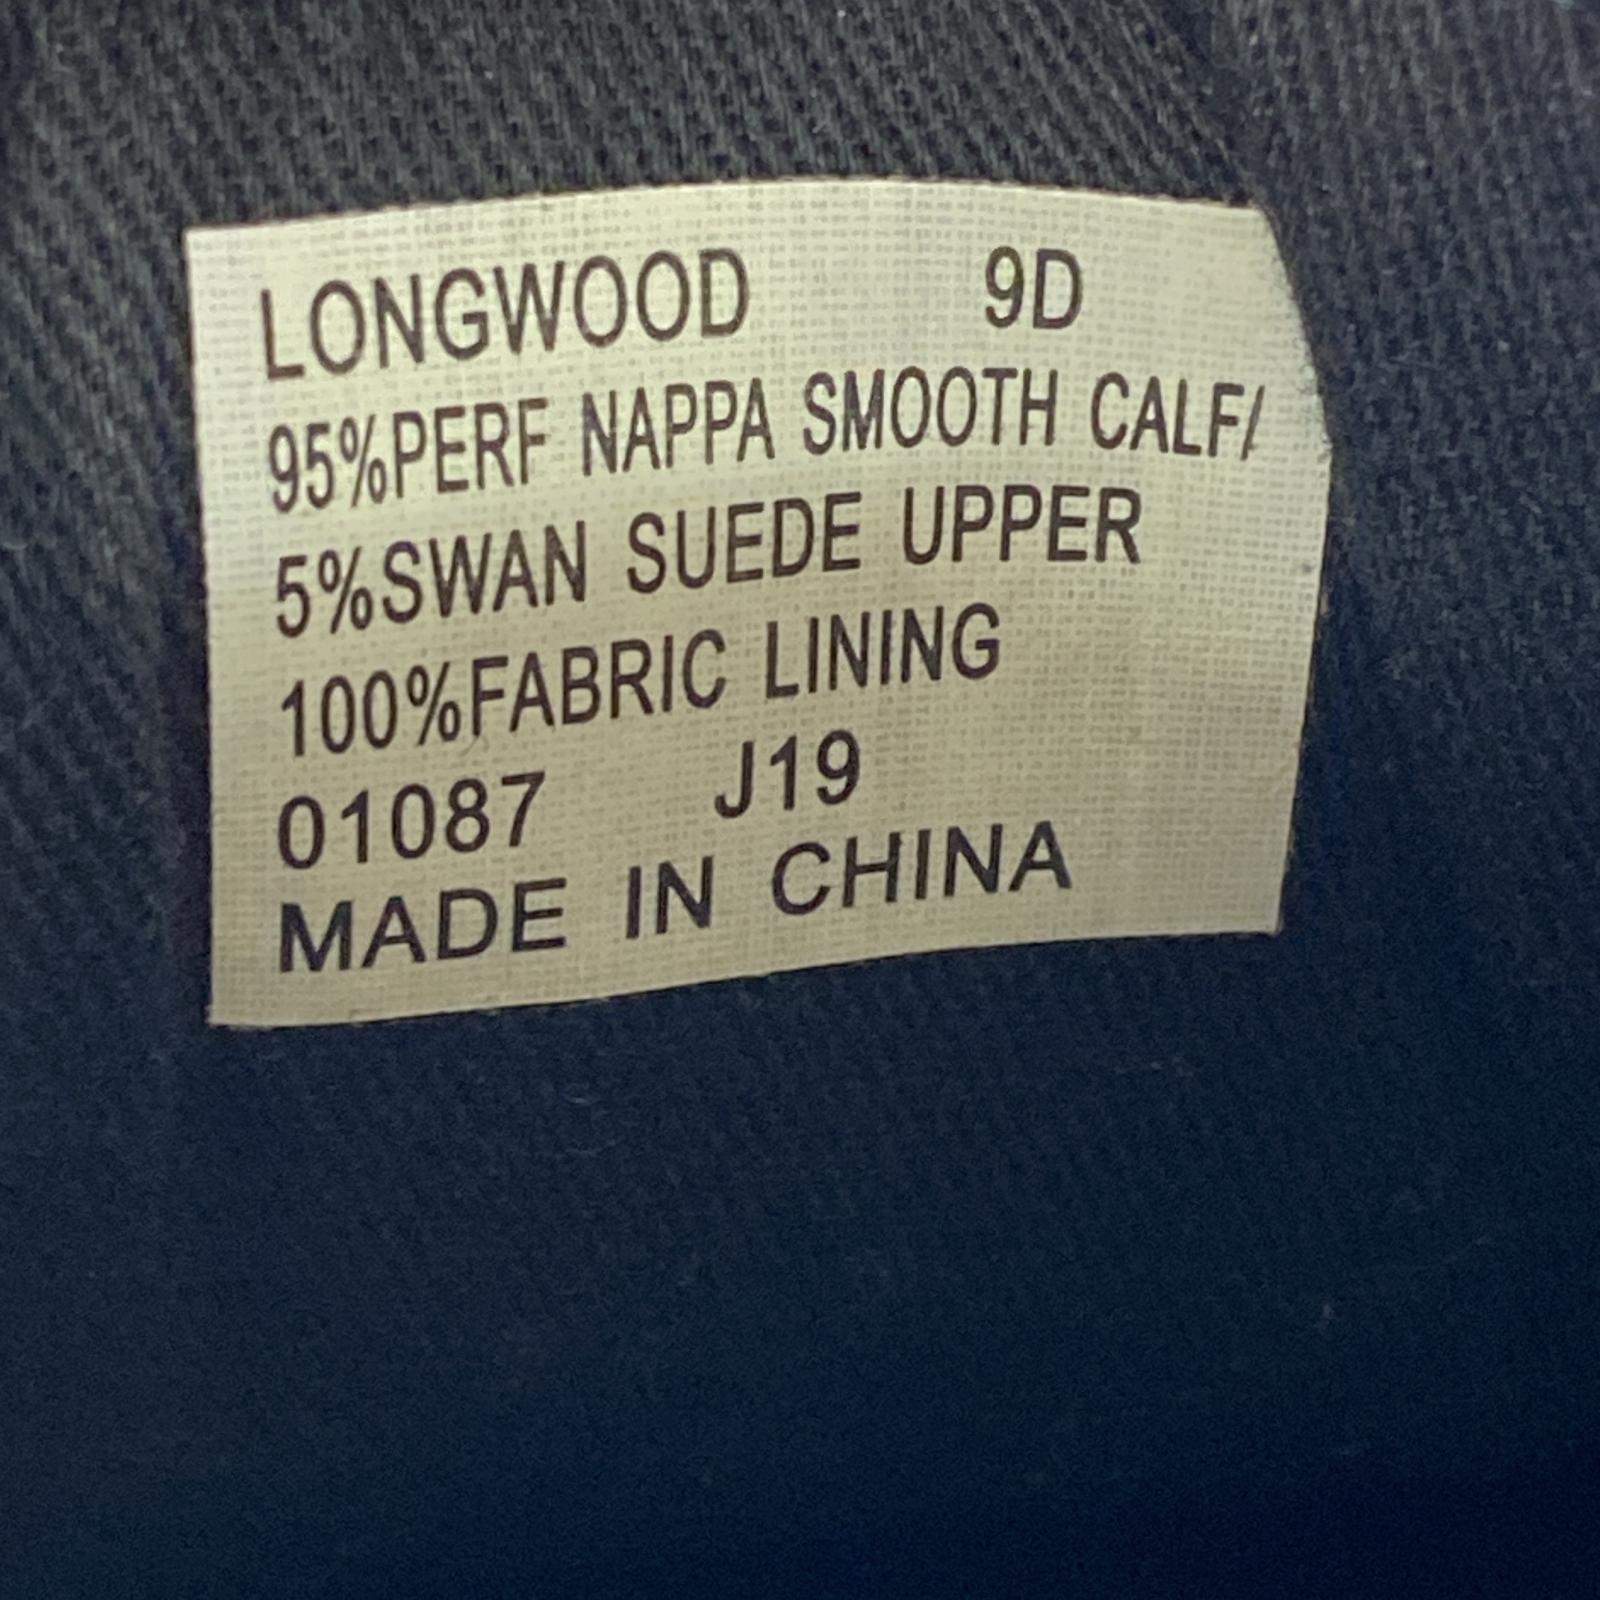 LONGWOOD 9D
95%PERF NAPPA SMOOTH CALF/
5%SWAN SUEDE UPPER
100%FABRIC LINING
01087 J19
MADE IN CHINA